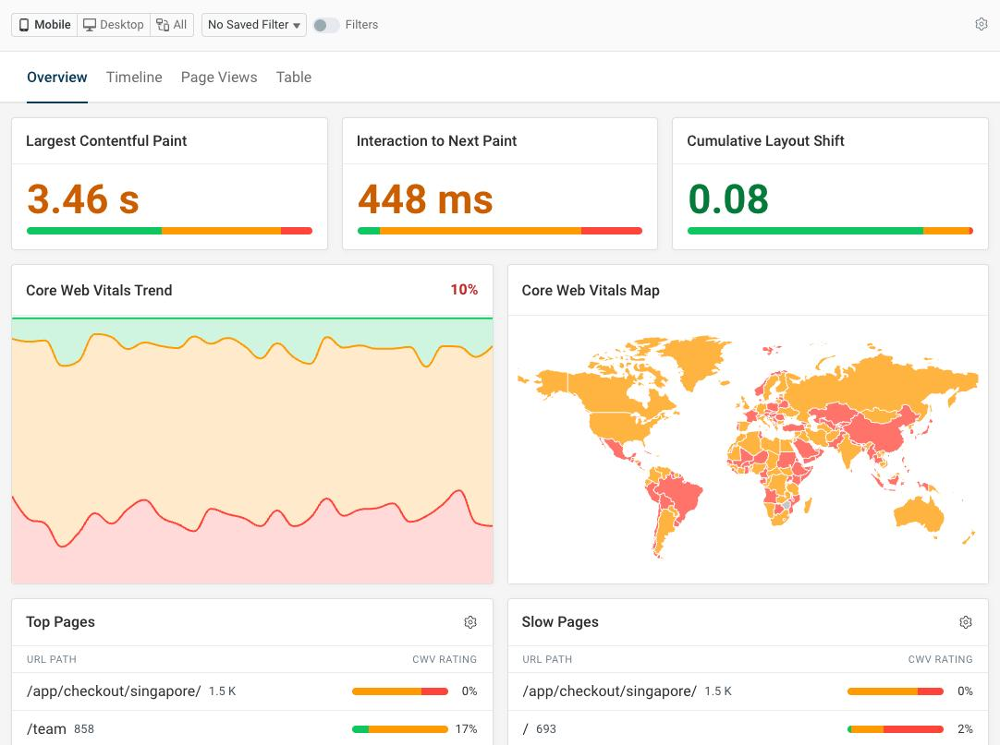 Mobile Desktop All No Saved Filter Filters
Overview Timeline Page Views Table
Largest Contentful Paint
3.46 s
Interaction to Next Paint
448 ms
Cumulative Layout Shift
0.08
Core Web Vitals Trend 10%
Core Web Vitals Map
Top Pages
URL PATH CWV RATING
/app/checkout/singapore/ 1.5 K 0%
/team 858 17%
Slow Pages
URL PATH CWV RATING
/app/checkout/singapore/ 1.5 K 0%
/ 693 2%